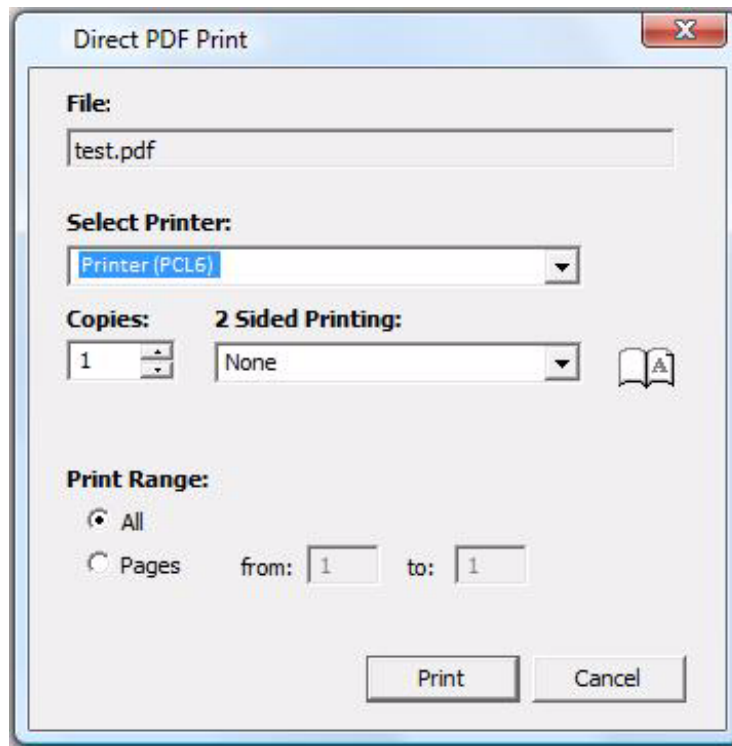 Direct PDF Print
File:
test.pdf
Select Printer:
Printer (PCL6)
Copies: 2 Sided Printing:
1 None A
Print Range:
All
Pages from: 1 to: 1
Print Cancel